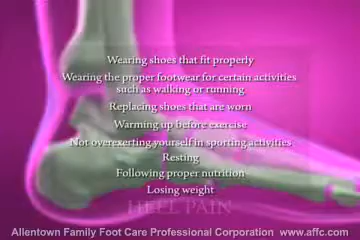 Wearing shoes that fit properly
Wearing the proper footwear for certain activities
such as walking or running
Replacing shoes that are worn
Warming up before exercise
Not overexerting yourself in sporting activities
Resting
Following proper nutrition
Losing weight
HEEL PAIN
Allentown Family Foot Care Professional Corporation www.affc.com